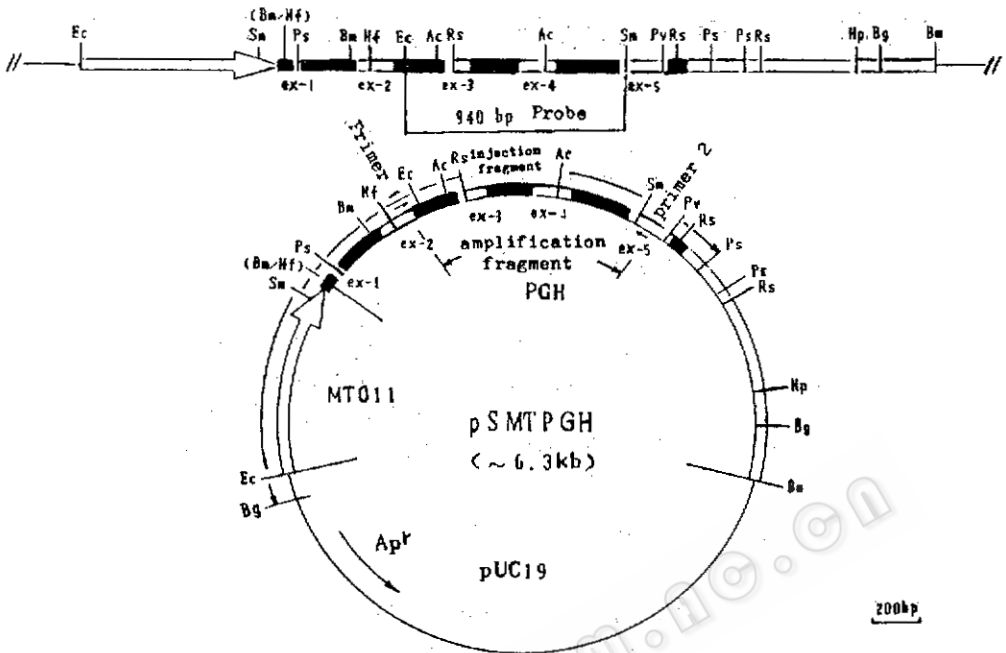 Ec
(Bm/Hf)
Sm Ps Bm Hf Ec Ac Rs Ac Sm Pv Rs Ps Ps Rs Hp Bg Bm
// //
ex-1 ex-2 ex-3 ex-4 ex-5
940 bp Probe
Primer 1
Ec Ac Rs injection
fragment
Ac
Sm primer 2
Pv
Rs
Ps
Bm Hf
Ps
(Bm/Hf)
Sm
ex-1 ex-2 ex-3 ex-5
amplification
fragment
PGH
Rs
MT011
pSMTPGH
(~6.3kb)
Hp
Bg
Bm
Ec
Bg
Apr
pUC19
200bp